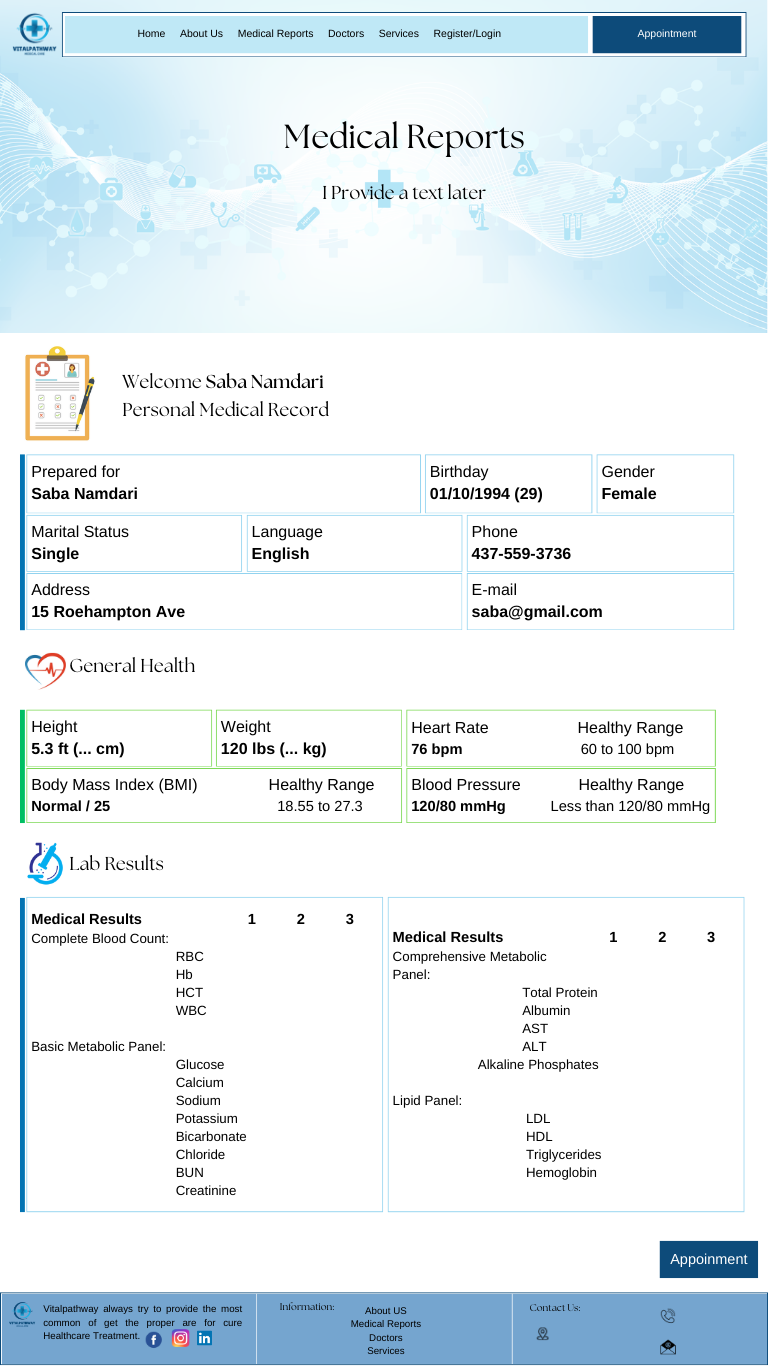 VITALPATHWAY
MEDICAL CARE
Home About Us Medical Reports Doctors Services Register/Login
Appointment
Medical Reports
I Provide a text later
Welcome Saba Namdari
Personal Medical Record
Prepared for
Saba Namdari
Birthday
01/10/1994 (29)
Gender
Female
Marital Status
Single
Language
English
Phone
437-559-3736
Address
15 Roehampton Ave
E-mail
saba@gmail.com
General Health
Height
5.3 ft (... cm)
Weight
120 lbs (... kg)
Heart Rate Healthy Range
76 bpm 60 to 100 bpm
Body Mass Index (BMI) Healthy Range
Normal / 25 18.55 to 27.3
Blood Pressure Healthy Range
120/80 mmHg Less than 120/80 mmHg
Lab Results
Medical Results 1 2 3
Complete Blood Count:
RBC
Hb
HCT
WBC
Basic Metabolic Panel:
Glucose
Calcium
Sodium
Potassium
Bicarbonate
Chloride
BUN
Creatinine
Medical Results 1 2 3
Comprehensive Metabolic
Panel:
Total Protein
Albumin
AST
ALT
Alkaline Phosphates
Lipid Panel:
LDL
HDL
Triglycerides
Hemoglobin
Appoinment
VITALPATHWAY
Vitalpathway always try to provide the most
common of get the proper are for cure
Healthcare Treatment.
Information:
About US
Medical Reports
Doctors
Services
Contact Us: